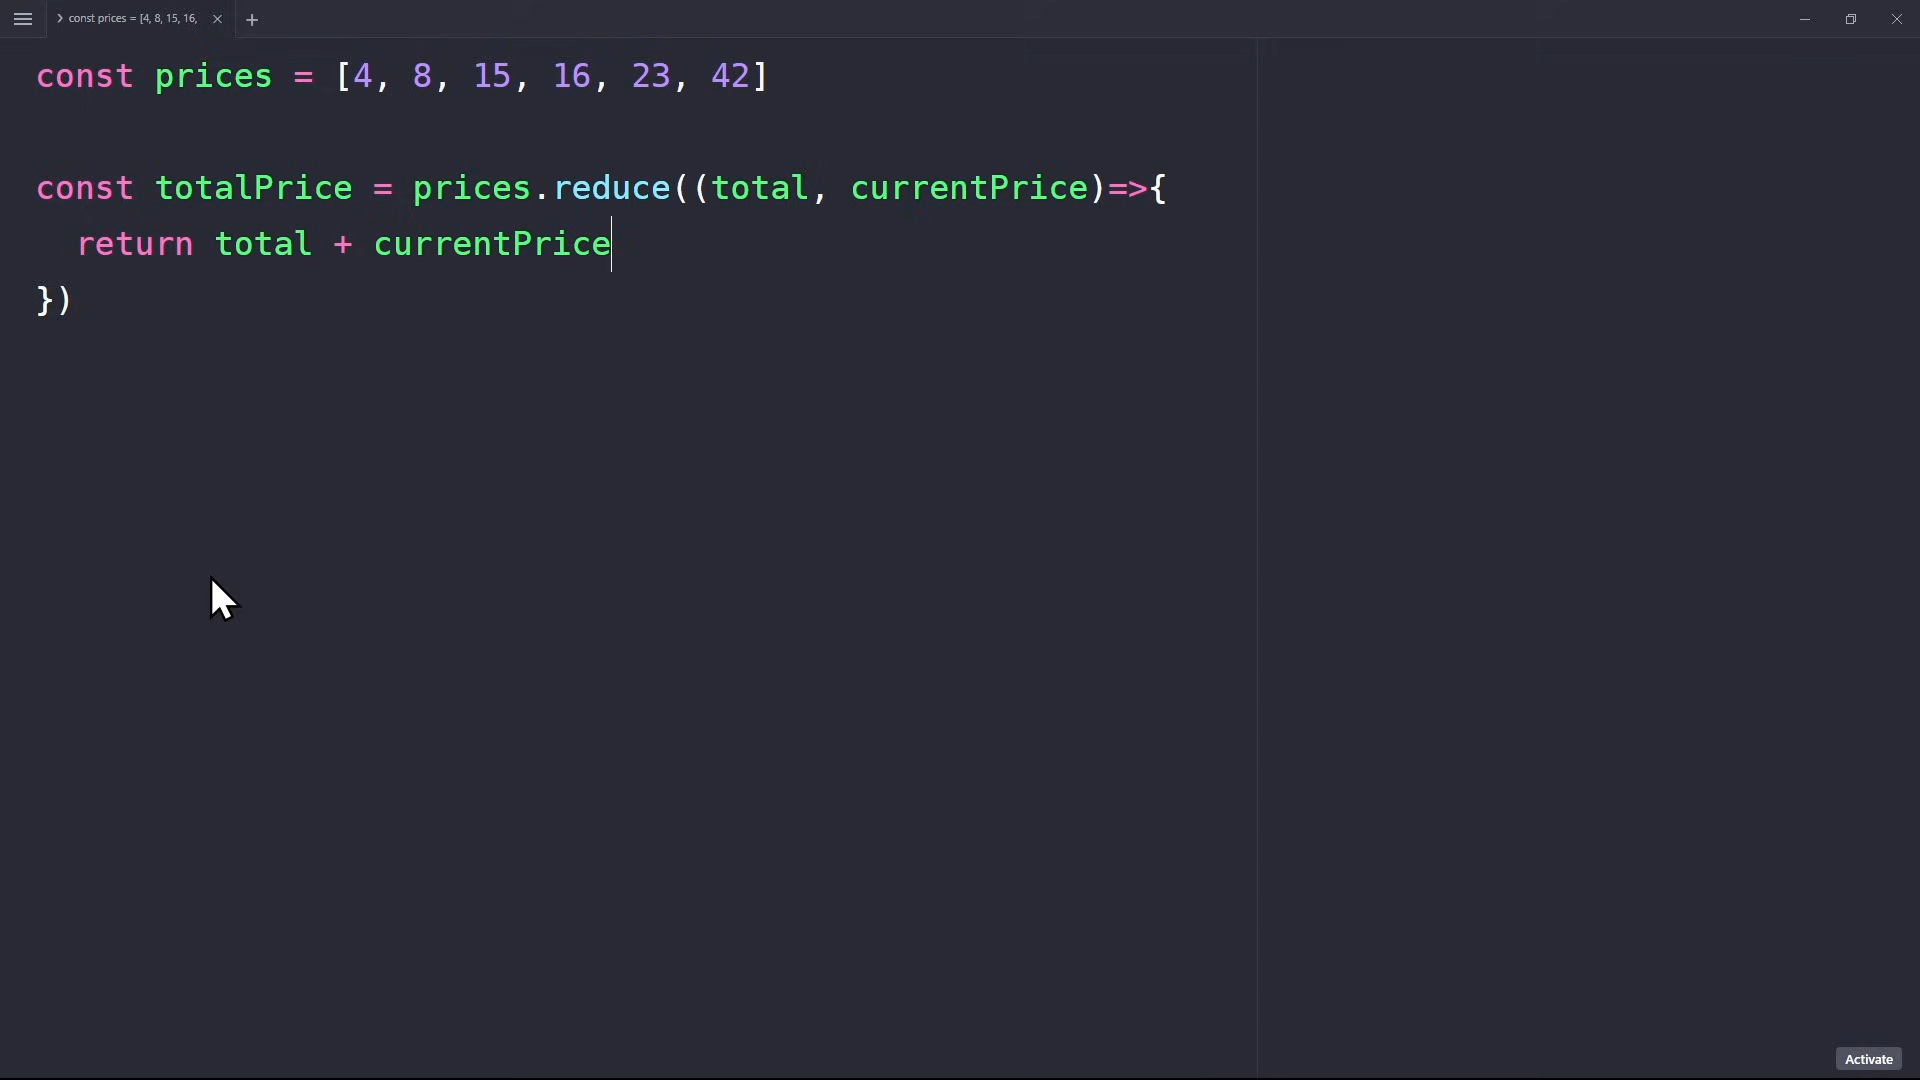 const prices = [4, 8, 15, 16,
const prices = [4, 8, 15, 16, 23, 42]
const totalPrice = prices.reduce((total, currentPrice)=>{
  return total + currentPrice
})
Activate